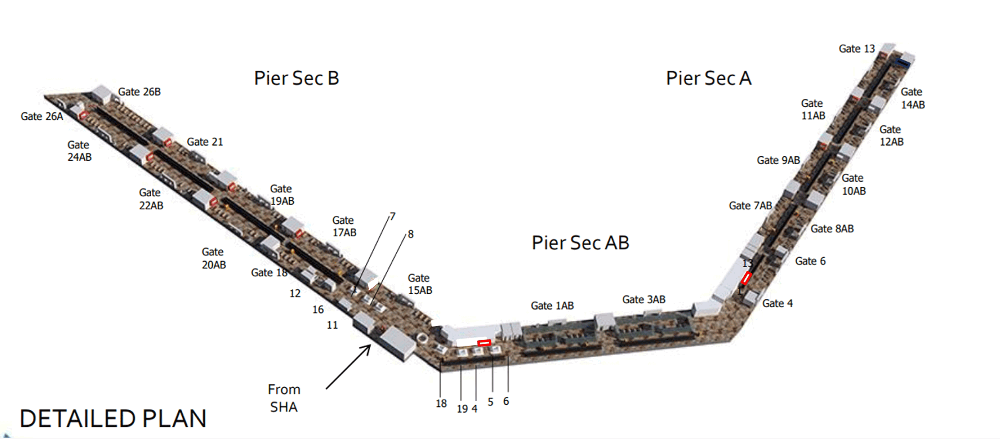 Gate 13
Pier Sec B
Pier Sec A
Gate 26B
Gate
14AB
Gate 26A
Gate
11AB
Gate
12AB
Gate 21
Gate
24AB
Gate 9AB
Gate
10AB
Gate
19AB
Gate
22AB
Gate 7AB
7
Gate
17AB
8
Gate 8AB
Pier Sec AB
Gate
20AB
Gate 6
13
Gate 18
Gate
15AB
1
1
12
Gate 3AB
Gate 4
Gate 1AB
16
11
From
SHA
18
19
4
5
6
DETAILED PLAN